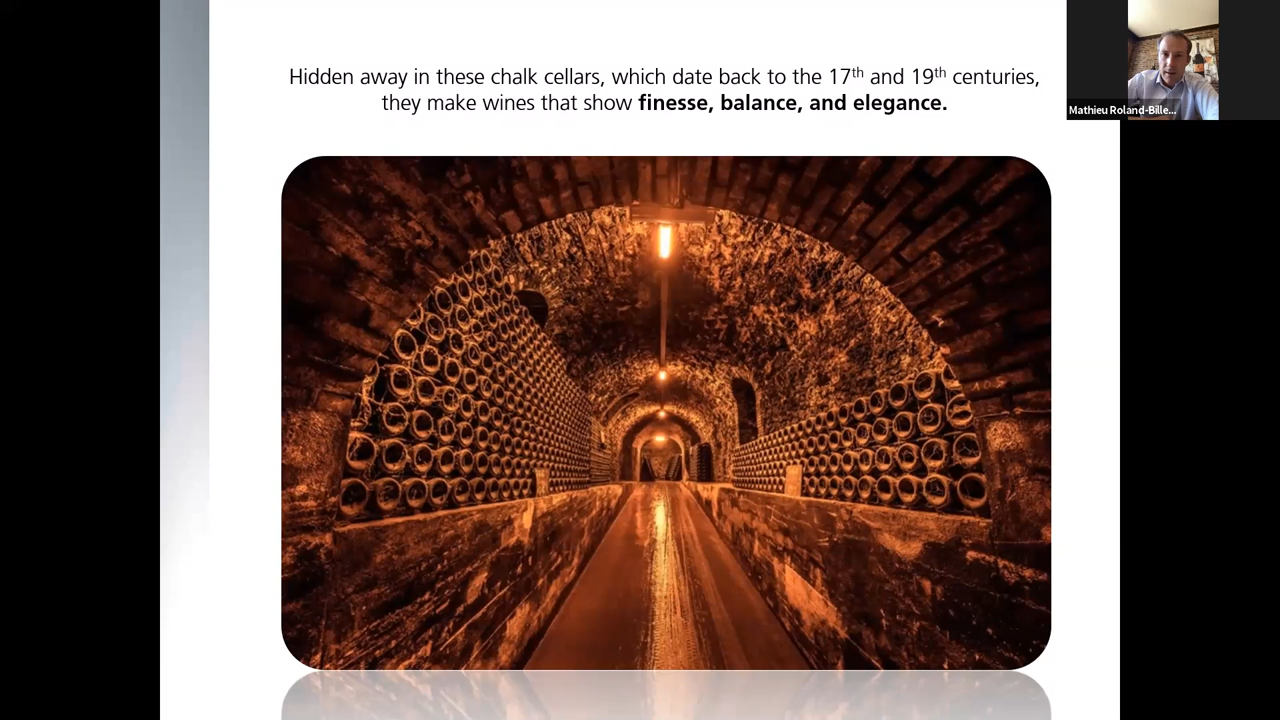 Hidden away in these chalk cellars, which date back to the 17th and 19th centuries,
they make wines that show finesse, balance, and elegance.
Mathieu Roland-Bille...